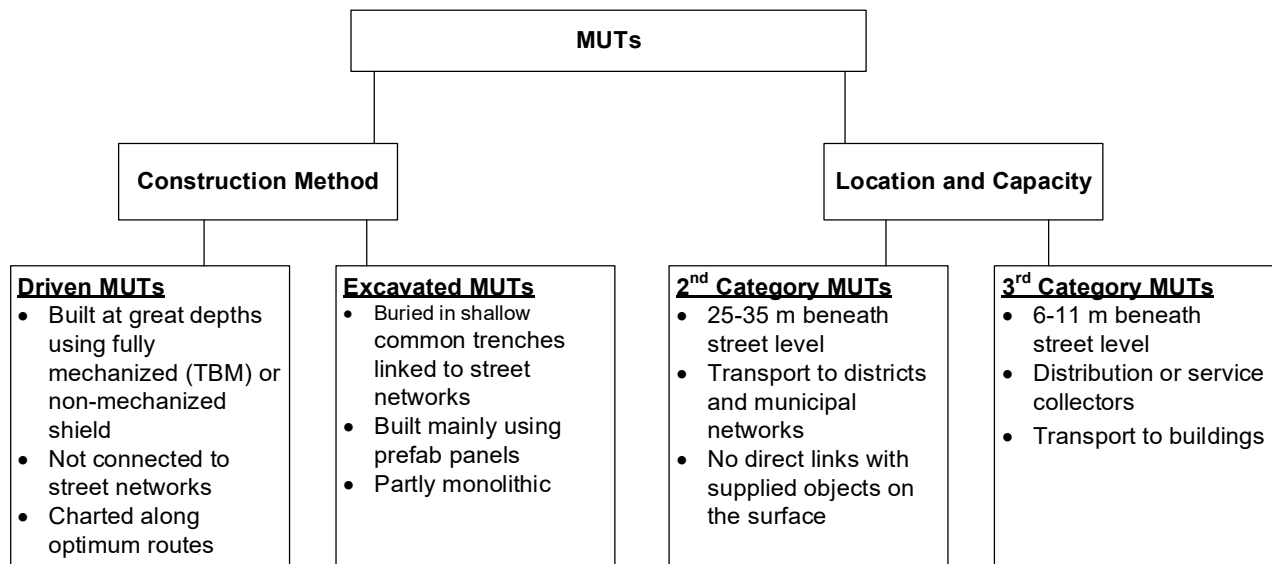 MUTs
Construction Method
Location and Capacity
Driven MUTs
• Built at great depths
using fully
mechanized (TBM) or
non-mechanized
shield
• Not connected to
street networks
• Charted along
optimum routes
Excavated MUTs
• Buried in shallow
common trenches
linked to street
networks
• Built mainly using
prefab panels
• Partly monolithic
2nd Category MUTs
• 25-35 m beneath
street level
• Transport to districts
and municipal
networks
• No direct links with
supplied objects on
the surface
3rd Category MUTs
• 6-11 m beneath
street level
• Distribution or service
collectors
• Transport to buildings